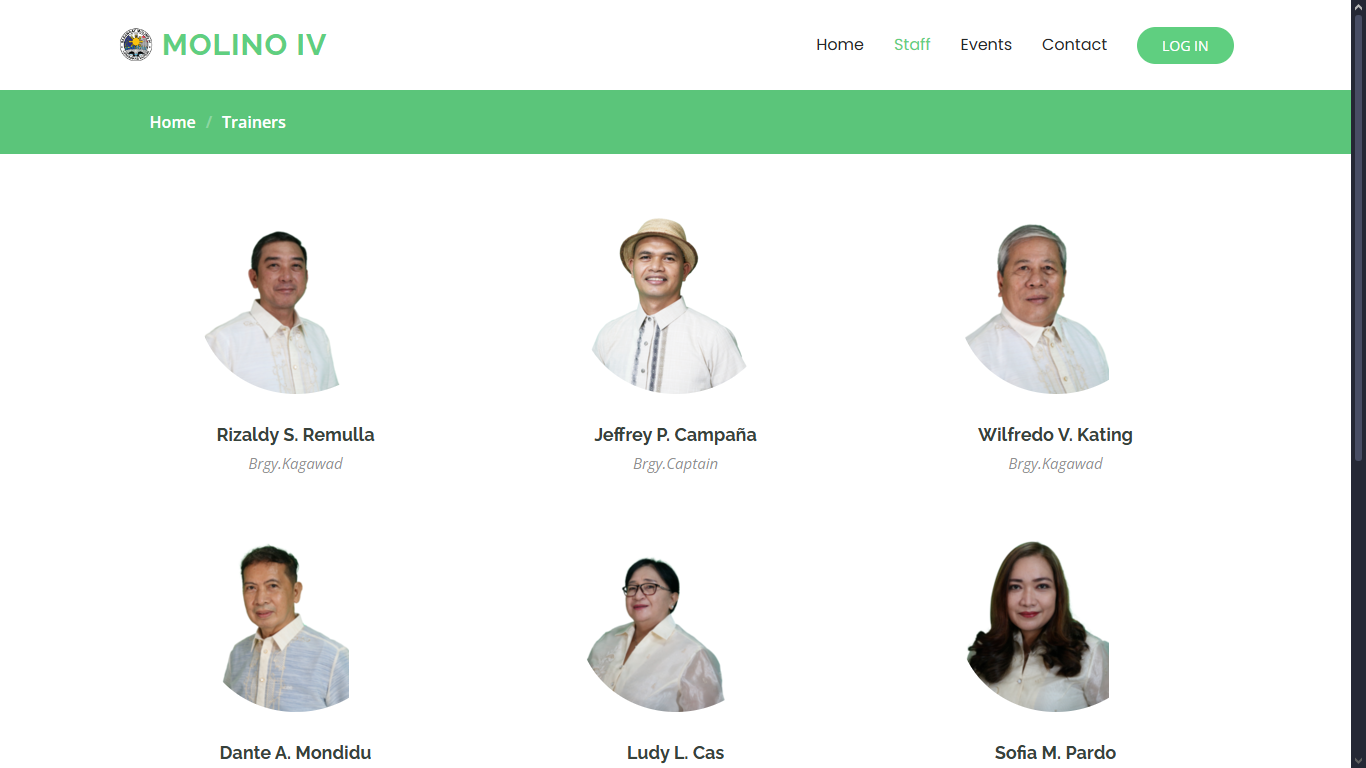 MOLINO IV
Home Staff Events Contact LOG IN
Home / Trainers
Rizaldy S. Remulla
Brgy.Kagawad
Jeffrey P. Campaña
Brgy.Captain
Wilfredo V. Kating
Brgy.Kagawad
Dante A. Mondidu
Ludy L. Cas
Sofia M. Pardo